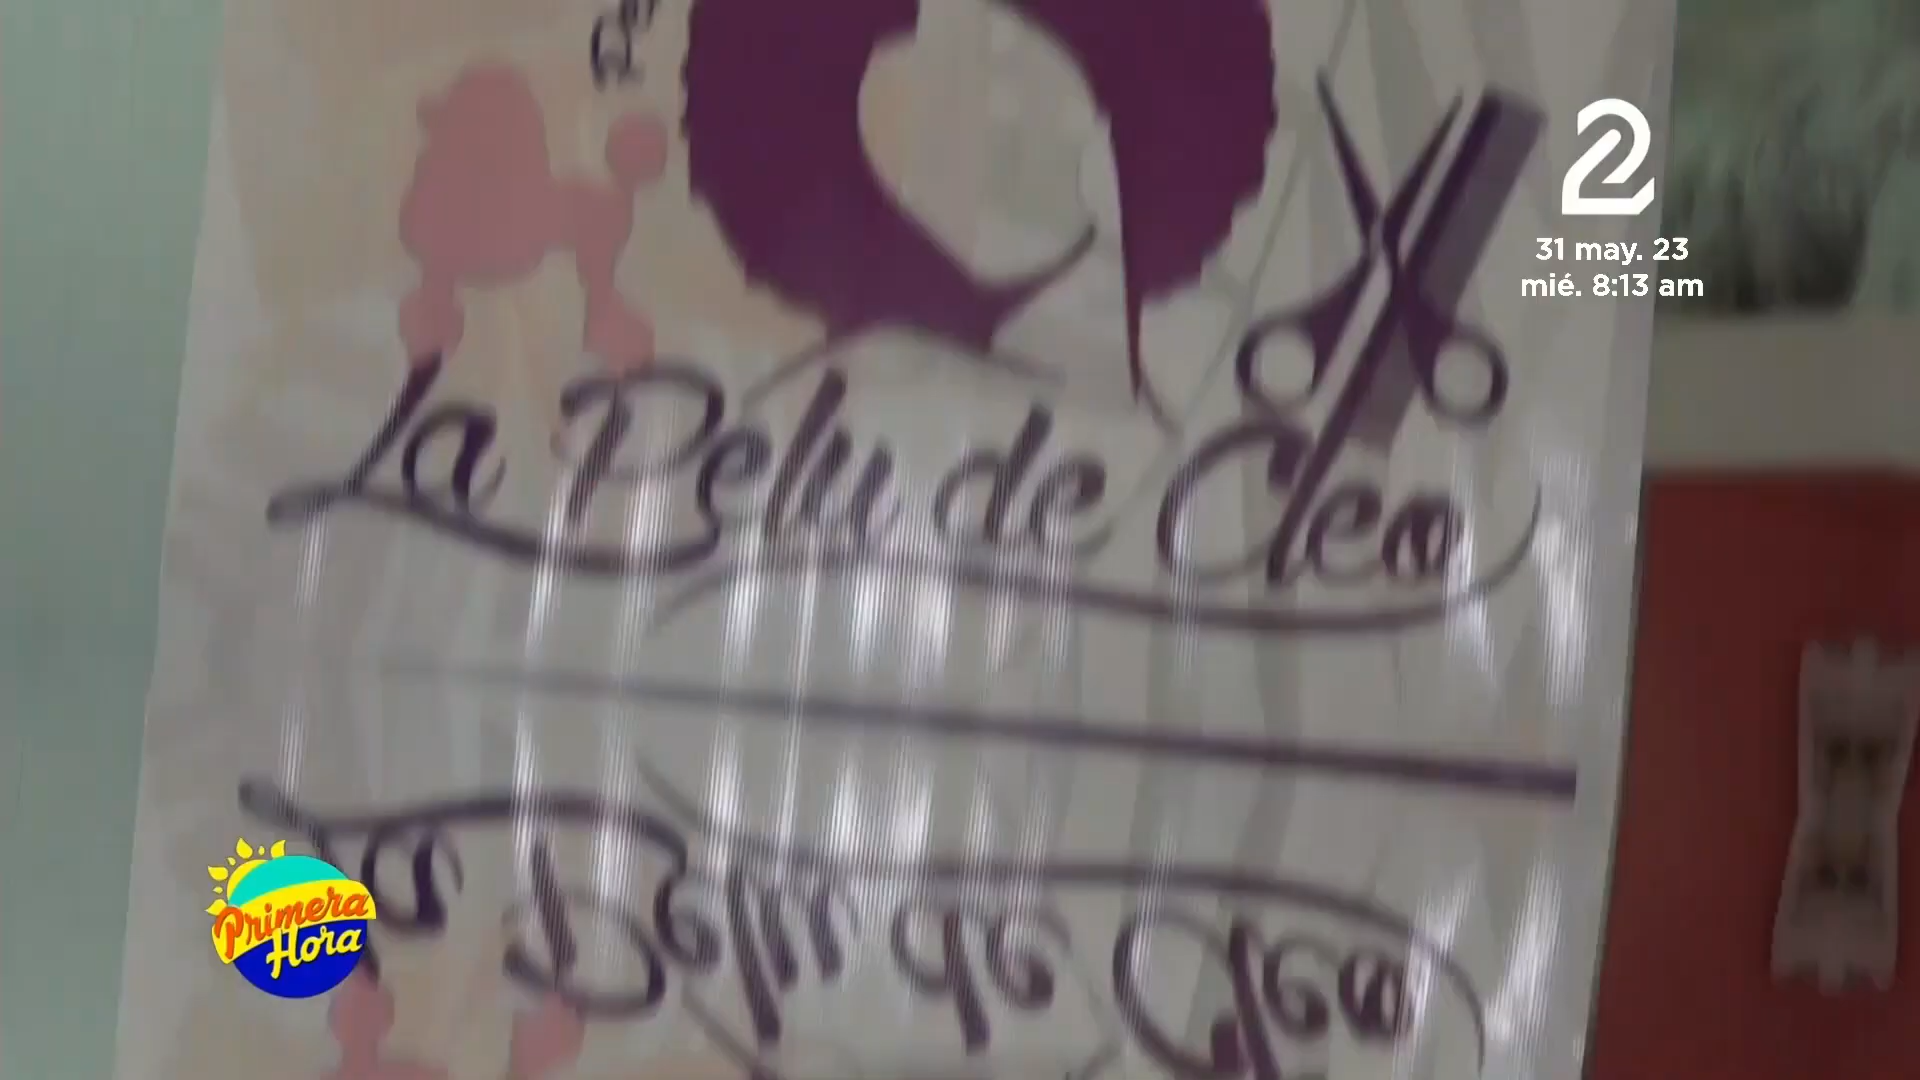 2
31 may. 23
mié. 8:13 am
La Pelu de Cleo
Primera
Hora